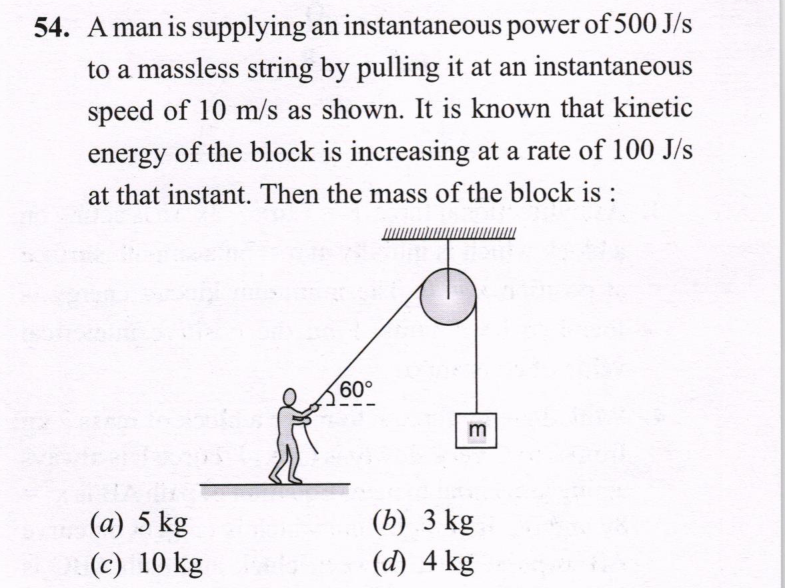 54. A man is supplying an instantaneous power of 500 J/s
to a massless string by pulling it at an instantaneous
speed of 10 m/s as shown. It is known that kinetic
energy of the block is increasing at a rate of 100 J/s
at that instant. Then the mass of the block is :
60°
m
(a) 5 kg (b) 3 kg
(c) 10 kg (d) 4 kg